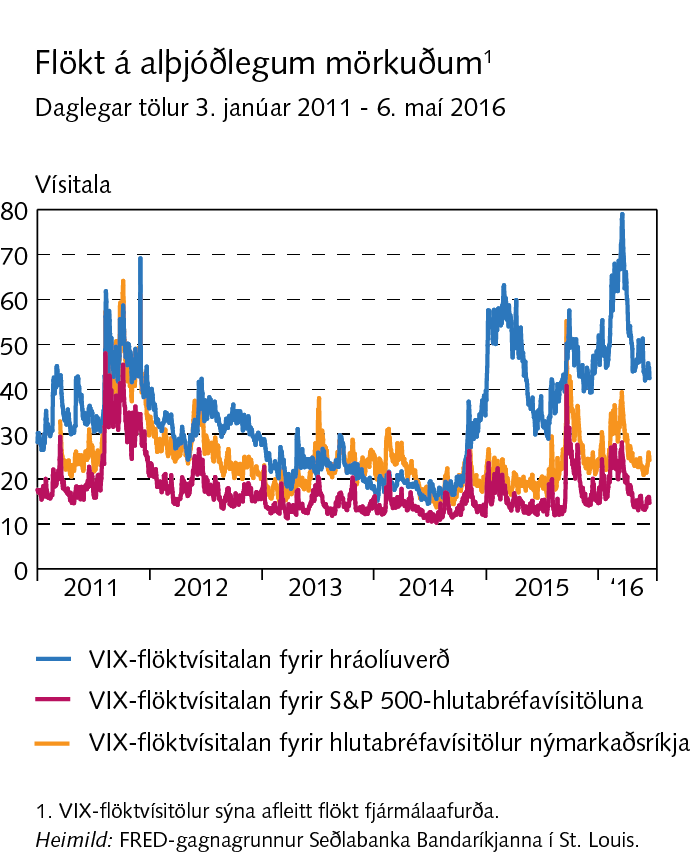 Flökt á alþjóðlegum mörkuðum¹
Daglegar tölur 3. janúar 2011 - 6. maí 2016
Vísitala
80
70
60
50
40
30
20
10
0
2011 2012 2013 2014 2015 ‘16
VIX-flöktvísitalan fyrir hráolíuverð
VIX-flöktvísitalan fyrir S&P 500-hlutabréfavísitöluna
VIX-flöktvísitalan fyrir hlutabréfavísitölur nýmarkaðsríkja
1. VIX-flöktvísitölur sýna afleitt flökt fjármálaafurða.
Heimild: FRED-gagnagrunnur Seðlabanka Bandaríkjanna í St. Louis.